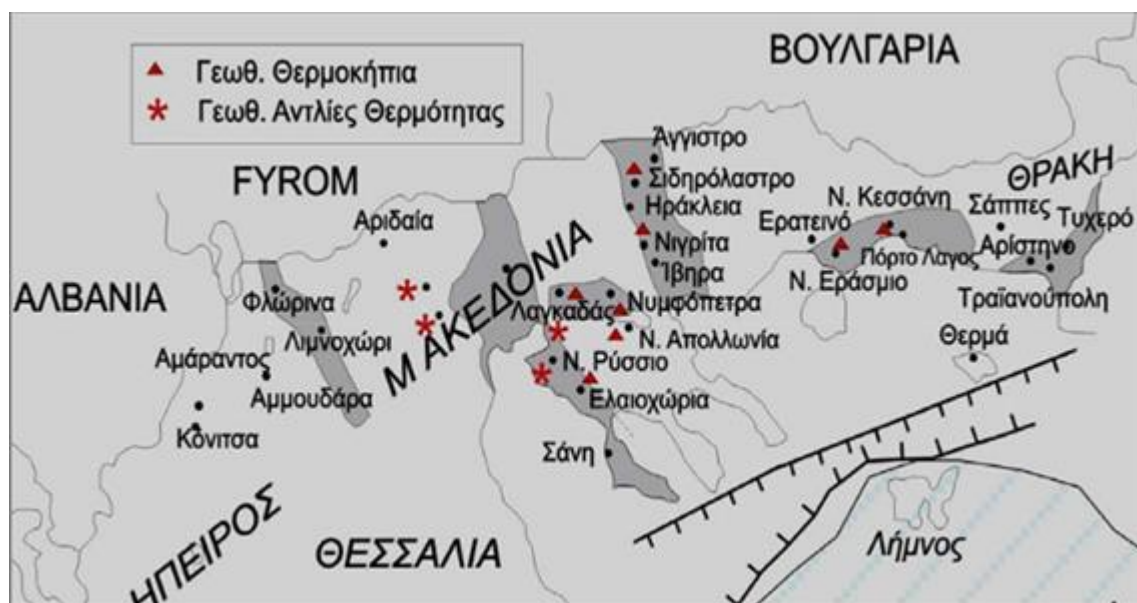 ΒΟΥΛΓΑΡΙΑ
Γεωθ. Θερμοκήπια
Γεωθ. Αντλίες Θερμότητας
FYROM
Άγγιστρο
ΘΡΑΚΗ
Σιδηρόλαστρο
Ηράκλεια
Αριδαία
Ν. Κεσσάνη
Σάππες
Τυχερό
Ερατεινό
Νιγρίτα
Αρίστηνο
Πόρτο Λαγος
Ίβηρα
Ν. Εράσμιο
ΜΑΚΕΔΟΝΙΑ
ΑΛΒΑΝΙΑ
Φλώρινα
Λαγκαδάς
Νυμφόπετρα
Τραϊανούπολη
Λιμνοχώρι
Ν. Απολλωνία
Θερμά
Αμάραντος
Ν. Ρύσσιο
Αμμουδάρα
Ελαιοχώρια
Κόνιτσα
Σάνη
ΗΠΕΙΡΟΣ
ΘΕΣΣΑΛΙΑ
Λήμνος